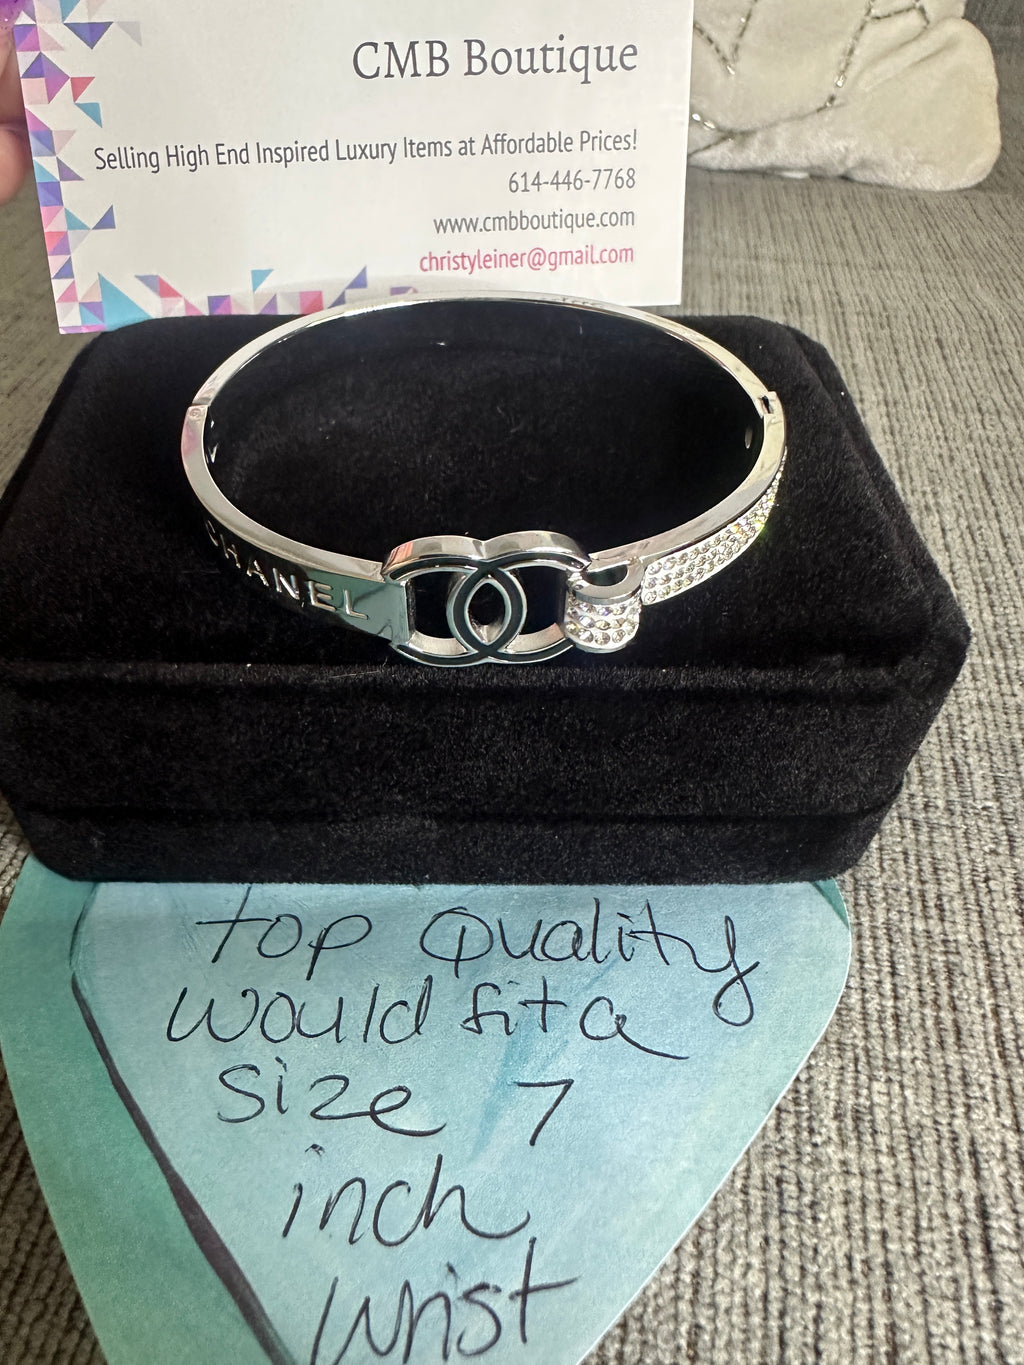 CMB Boutique
Selling High End Inspired Luxury Items at Affordable Prices!
614-446-7768
www.cmbboutique.com
christyleiner@gmail.com
CHANEL
top Quality
would fit a
size 7
inch
wrist